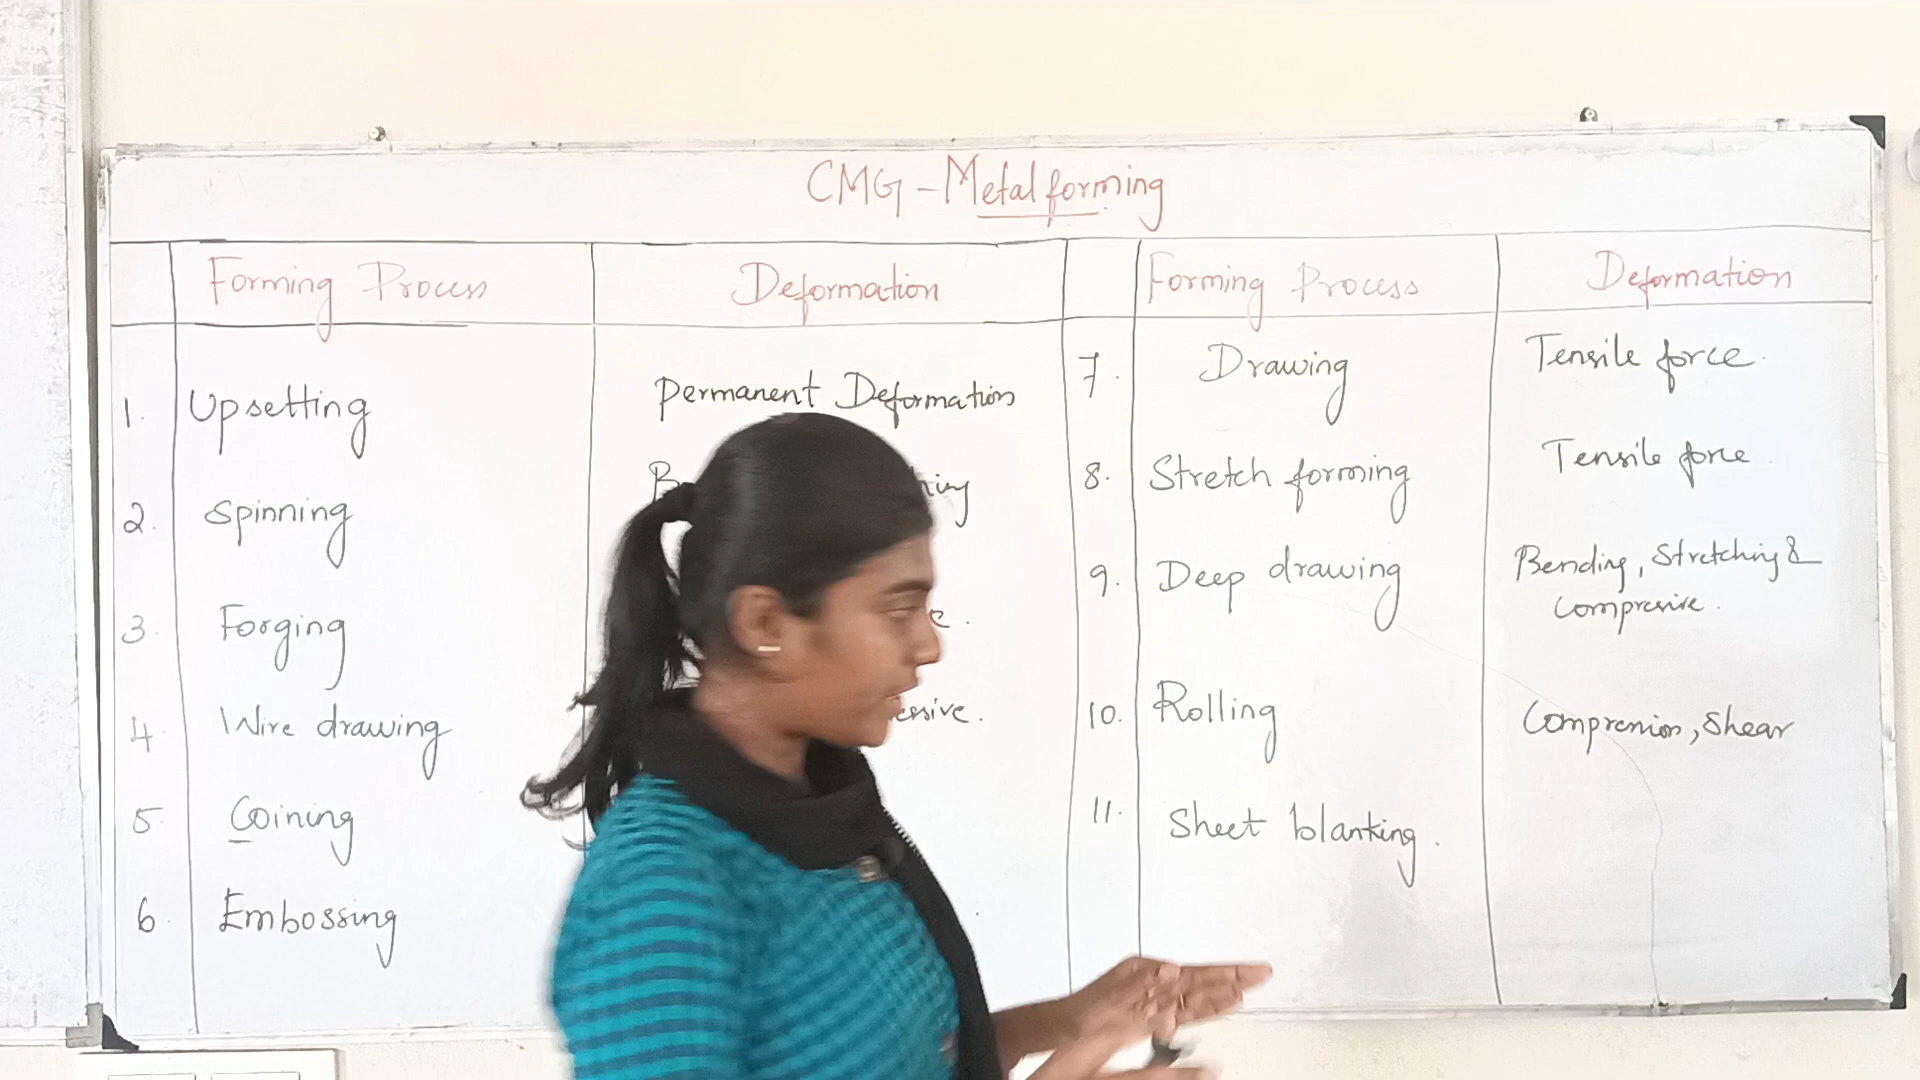 CMG - Metal forming
Forming Process Deformation Forming Process Deformation
1. Upsetting Permanent Deformation
2. Spinning
3. Forging
4. Wire drawing
5. Coining
6. Embossing
7. Drawing Tensile force.
8. Stretch forming Tensile force.
9. Deep drawing Bending, Stretching &
Compressive.
10. Rolling Compression, Shear
11. Sheet blanking.